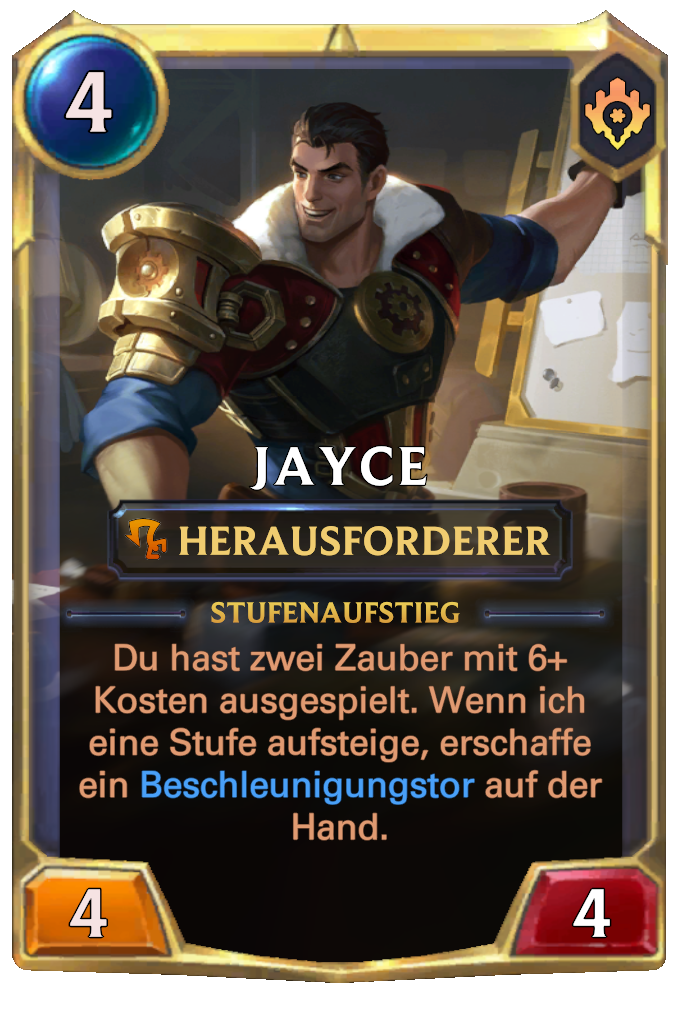 4
JAYCE
HERAUSFORDERER
STUFENAUFSTIEG
Du hast zwei Zauber mit 6+
Kosten ausgespielt. Wenn ich
eine Stufe aufsteige, erschaffe
ein Beschleunigungstor auf der
Hand.
4
4